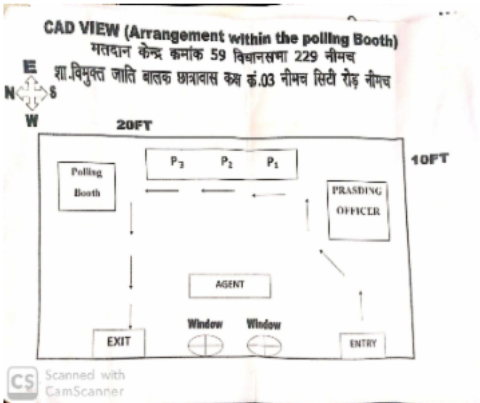 CAD VIEW (Arrangement within the polling Booth)
मतदान केन्द्र क्रमांक 59 विधानसभा 229 नीमच
शा.विमुक्त जाति बालक छात्रावास कक्ष कं.03 नीमच सिटी रोड़ नीमच
E
N S
W
20FT
10FT
P3 P2 P1
Polling
Booth
PRASDING
OFFICER
AGENT
Window Window
EXIT
ENTRY
CS Scanned with
CamScanner